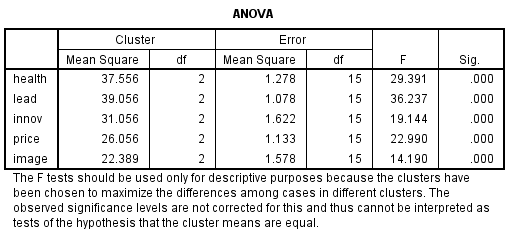 ANOVA
Cluster Error
Mean Square df Mean Square df F Sig.
health 37.556 2 1.278 15 29.391 .000
lead 39.056 2 1.078 15 36.237 .000
innov 31.056 2 1.622 15 19.144 .000
price 26.056 2 1.133 15 22.990 .000
image 22.389 2 1.578 15 14.190 .000
The F tests should be used only for descriptive purposes because the clusters have
been chosen to maximize the differences among cases in different clusters. The
observed significance levels are not corrected for this and thus cannot be interpreted as
tests of the hypothesis that the cluster means are equal.